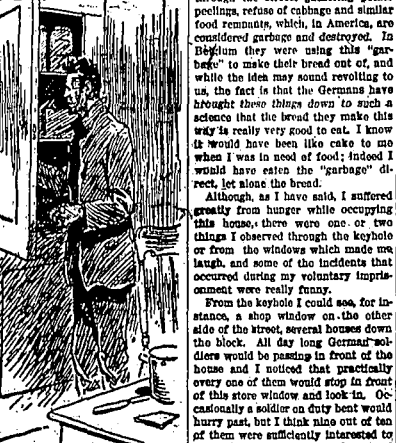 peelings, refuse of cabbage and similar
food remnants, which, in America, are
considered garbage and destroyed. In
Belgium they were using this "gar-
bage" to make their bread out of, and
while the idea may sound revolting to
us, the fact is that the Germans have
brought these things down to such a
science that the bread they make this
way is really very good to eat. I know
it would have been like cake to me
when I was in need of food; indeed I
would have eaten the "garbage" di-
rect, let alone the bread.
Although, as I have said, I suffered
greatly from hunger while occupying
this house, there were one or two
things I observed through the keyhole
or from the windows which made me
laugh, and some of the incidents that
occurred during my voluntary impris-
onment were really funny.
From the keyhole I could see, for in-
stance, a shop window on the other
side of the street, several houses down
the block. All day long German sol-
diers would be passing in front of the
house and I noticed that practically
every one of them would stop in front
of this store window and look in. Oc-
casionally a soldier on duty bent would
hurry past, but I think nine out of ten
of them were sufficiently interested to